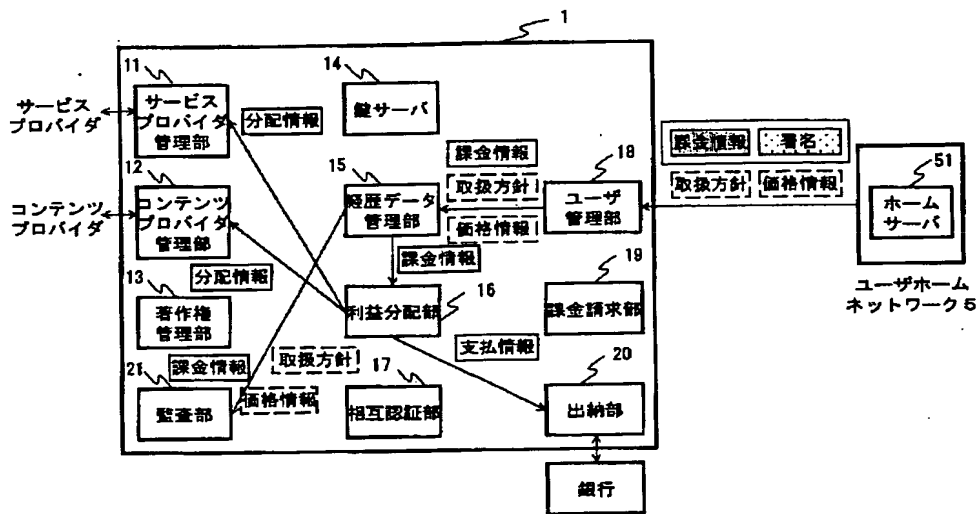 1
11
サービス
プロバイダ
管理部
サービス
プロバイダ
分配情報
14
鍵サーバ
課金情報
署名
取扱方針
価格情報
51
ホーム
サーバ
ユーザホーム
ネットワーク5
12
コンテンツ
プロバイダ
管理部
コンテンツ
プロバイダ
分配情報
15
経歴データ
管理部
課金情報
取扱方針
価格情報
18
ユーザ
管理部
課金情報
13
著作権
管理部
16
利益分配部
19
課金請求部
支払情報
21
監査部
課金情報
取扱方針
価格情報
17
相互認証部
20
出納部
銀行